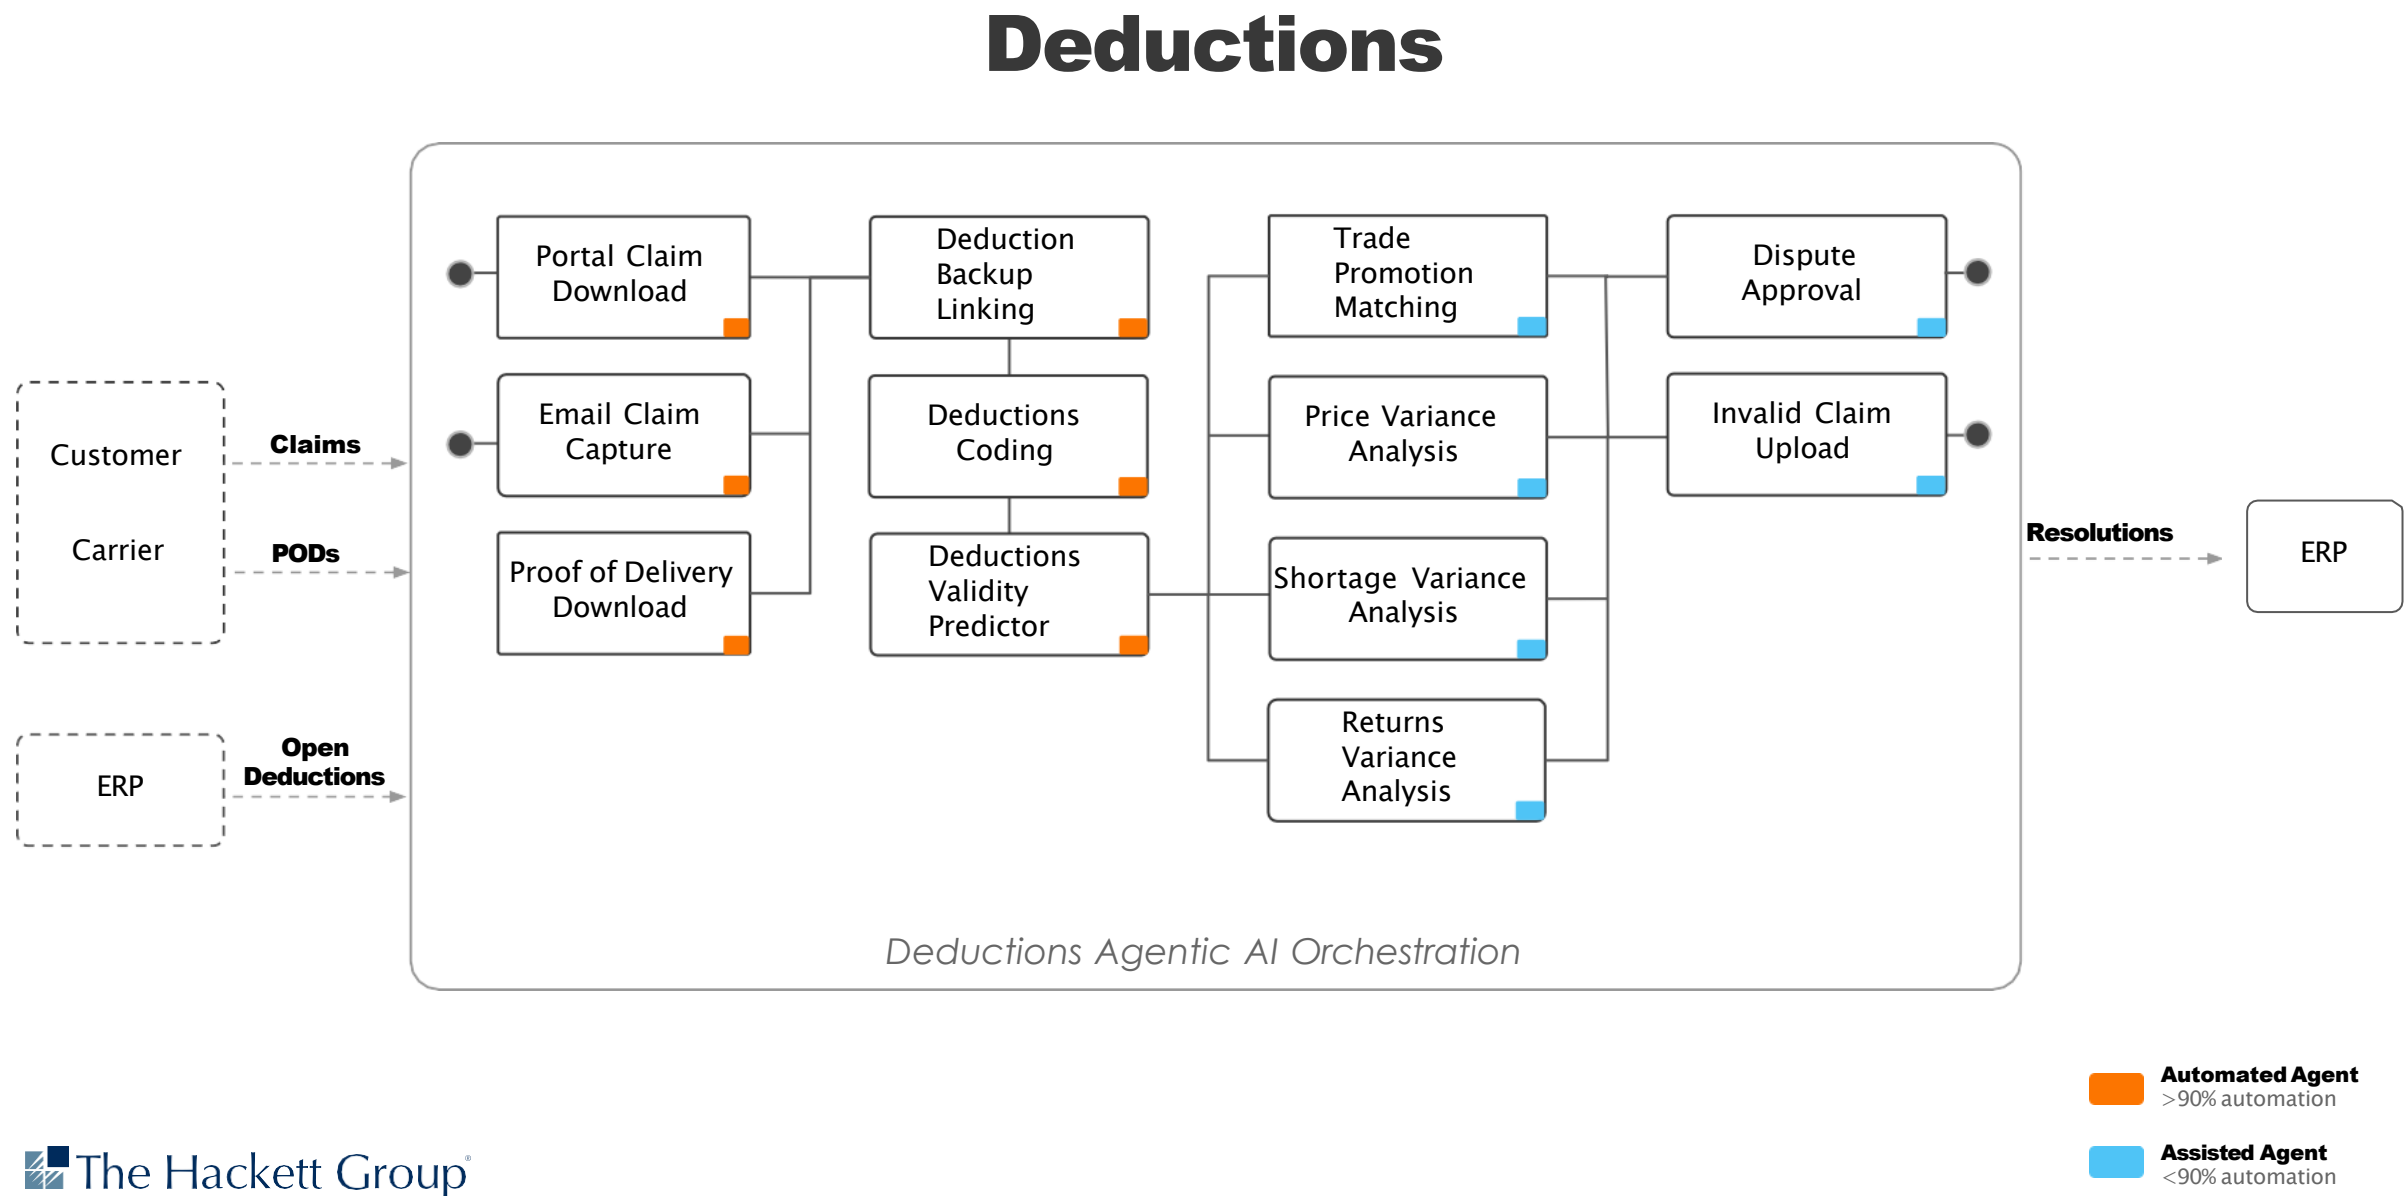 Deductions
Customer
Carrier
Claims
PODs
ERP
Open
Deductions
Portal Claim
Download
Email Claim
Capture
Proof of Delivery
Download
Deduction
Backup
Linking
Deductions
Coding
Deductions
Validity
Predictor
Trade
Promotion
Matching
Price Variance
Analysis
Shortage Variance
Analysis
Returns
Variance
Analysis
Dispute
Approval
Invalid Claim
Upload
Resolutions
ERP
Deductions Agentic AI Orchestration
Automated Agent
>90% automation
Assisted Agent
<90% automation
The Hackett Group®